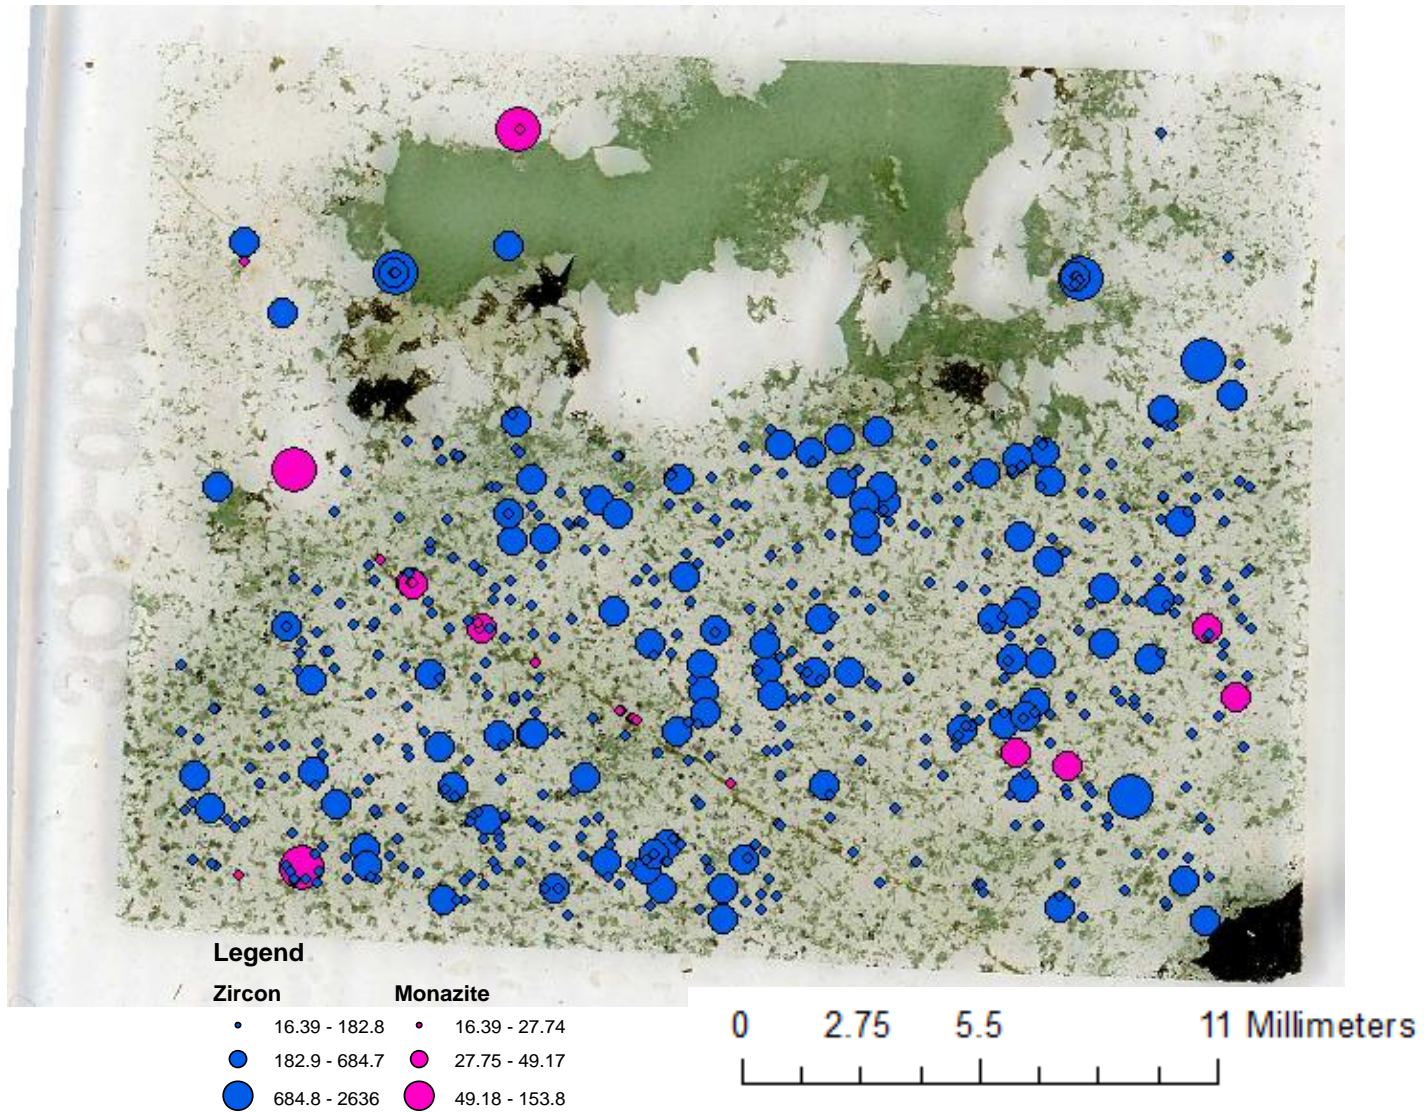 Legend
Zircon Monazite
16.39 - 182.8 16.39 - 27.74
182.9 - 684.7 27.75 - 49.17
684.8 - 2636 49.18 - 153.8
0 2.75 5.5 11 Millimeters